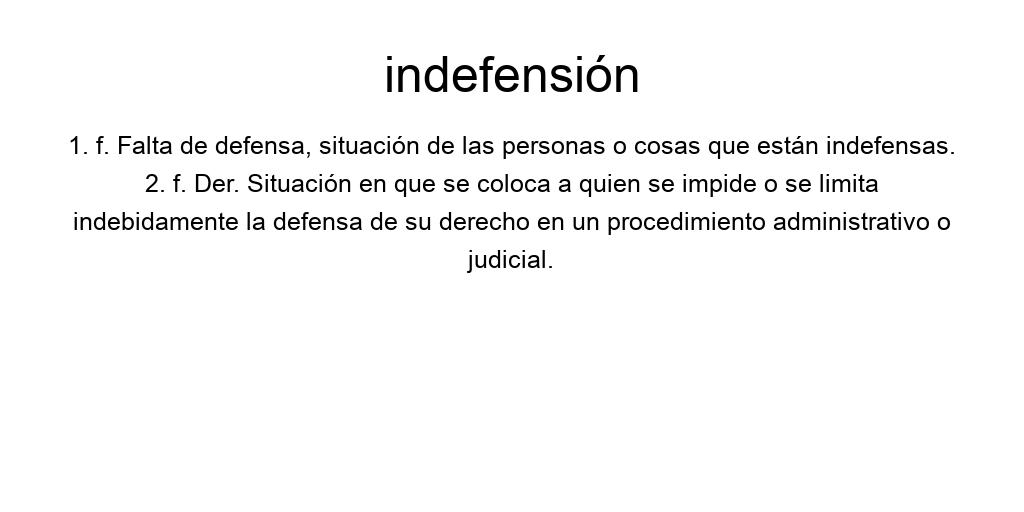 indefensión
1. f. Falta de defensa, situación de las personas o cosas que están indefensas.
2. f. Der. Situación en que se coloca a quien se impide o se limita
indebidamente la defensa de su derecho en un procedimiento administrativo o
judicial.